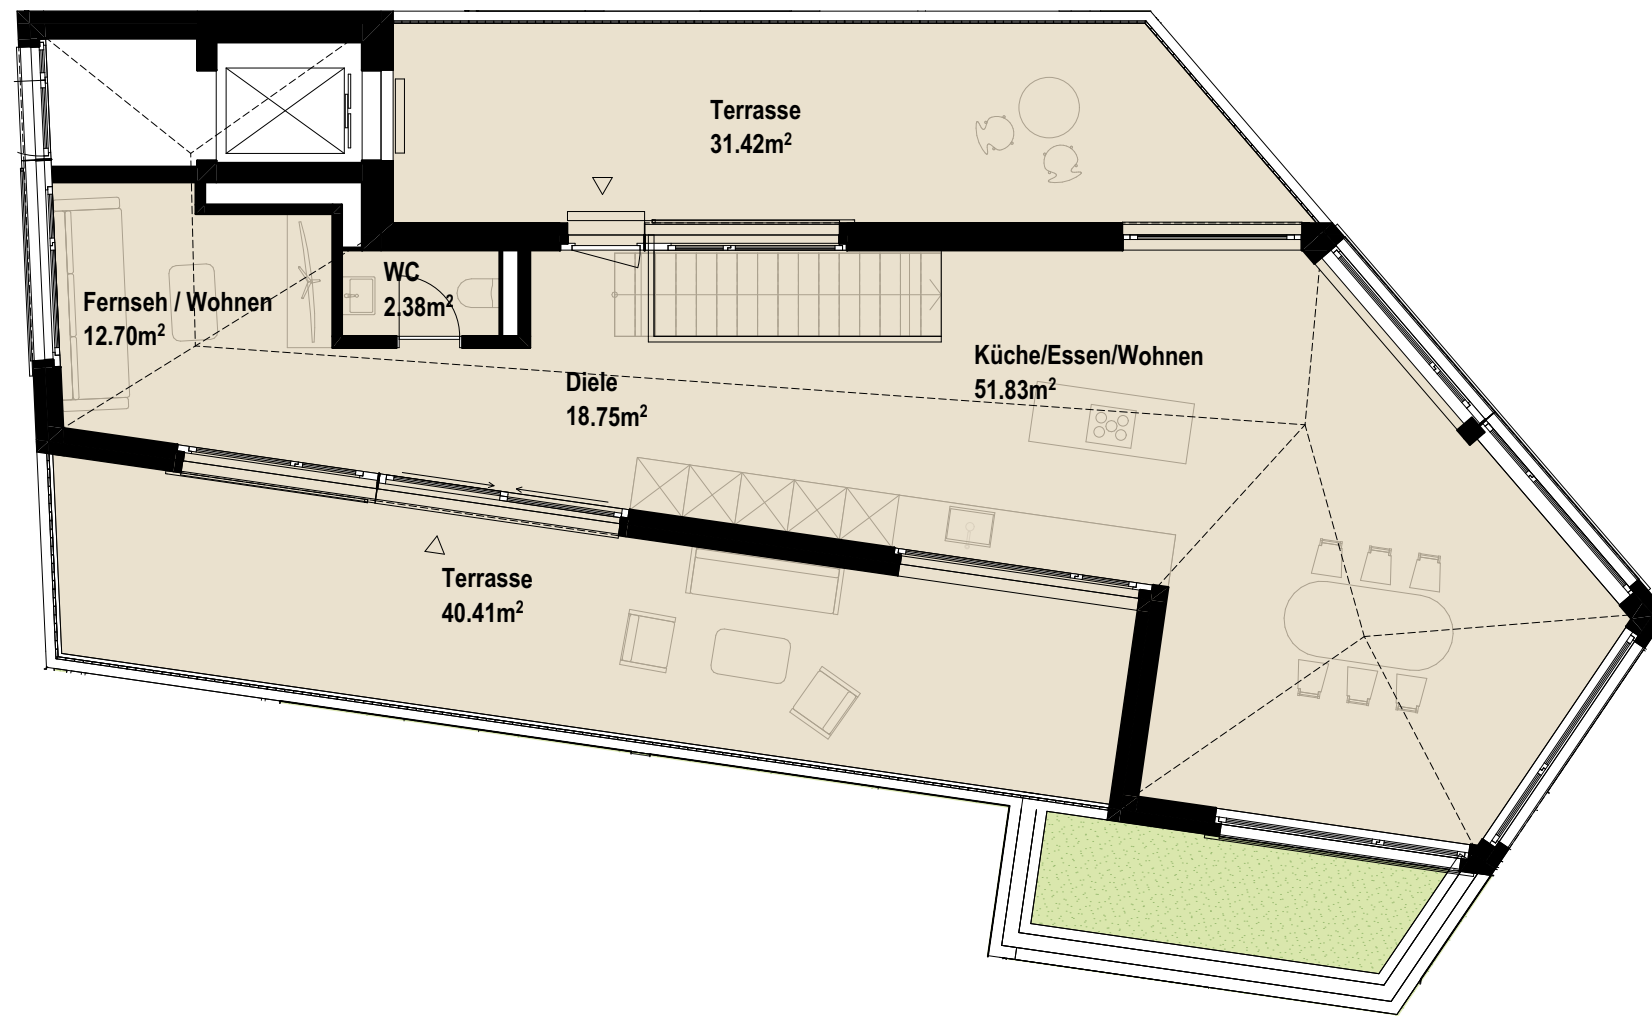 Terrasse
31.42m²
WC
2.38m²
Fernseh / Wohnen
12.70m²
Küche/Essen/Wohnen
51.83m²
Diele
18.75m²
Terrasse
40.41m²